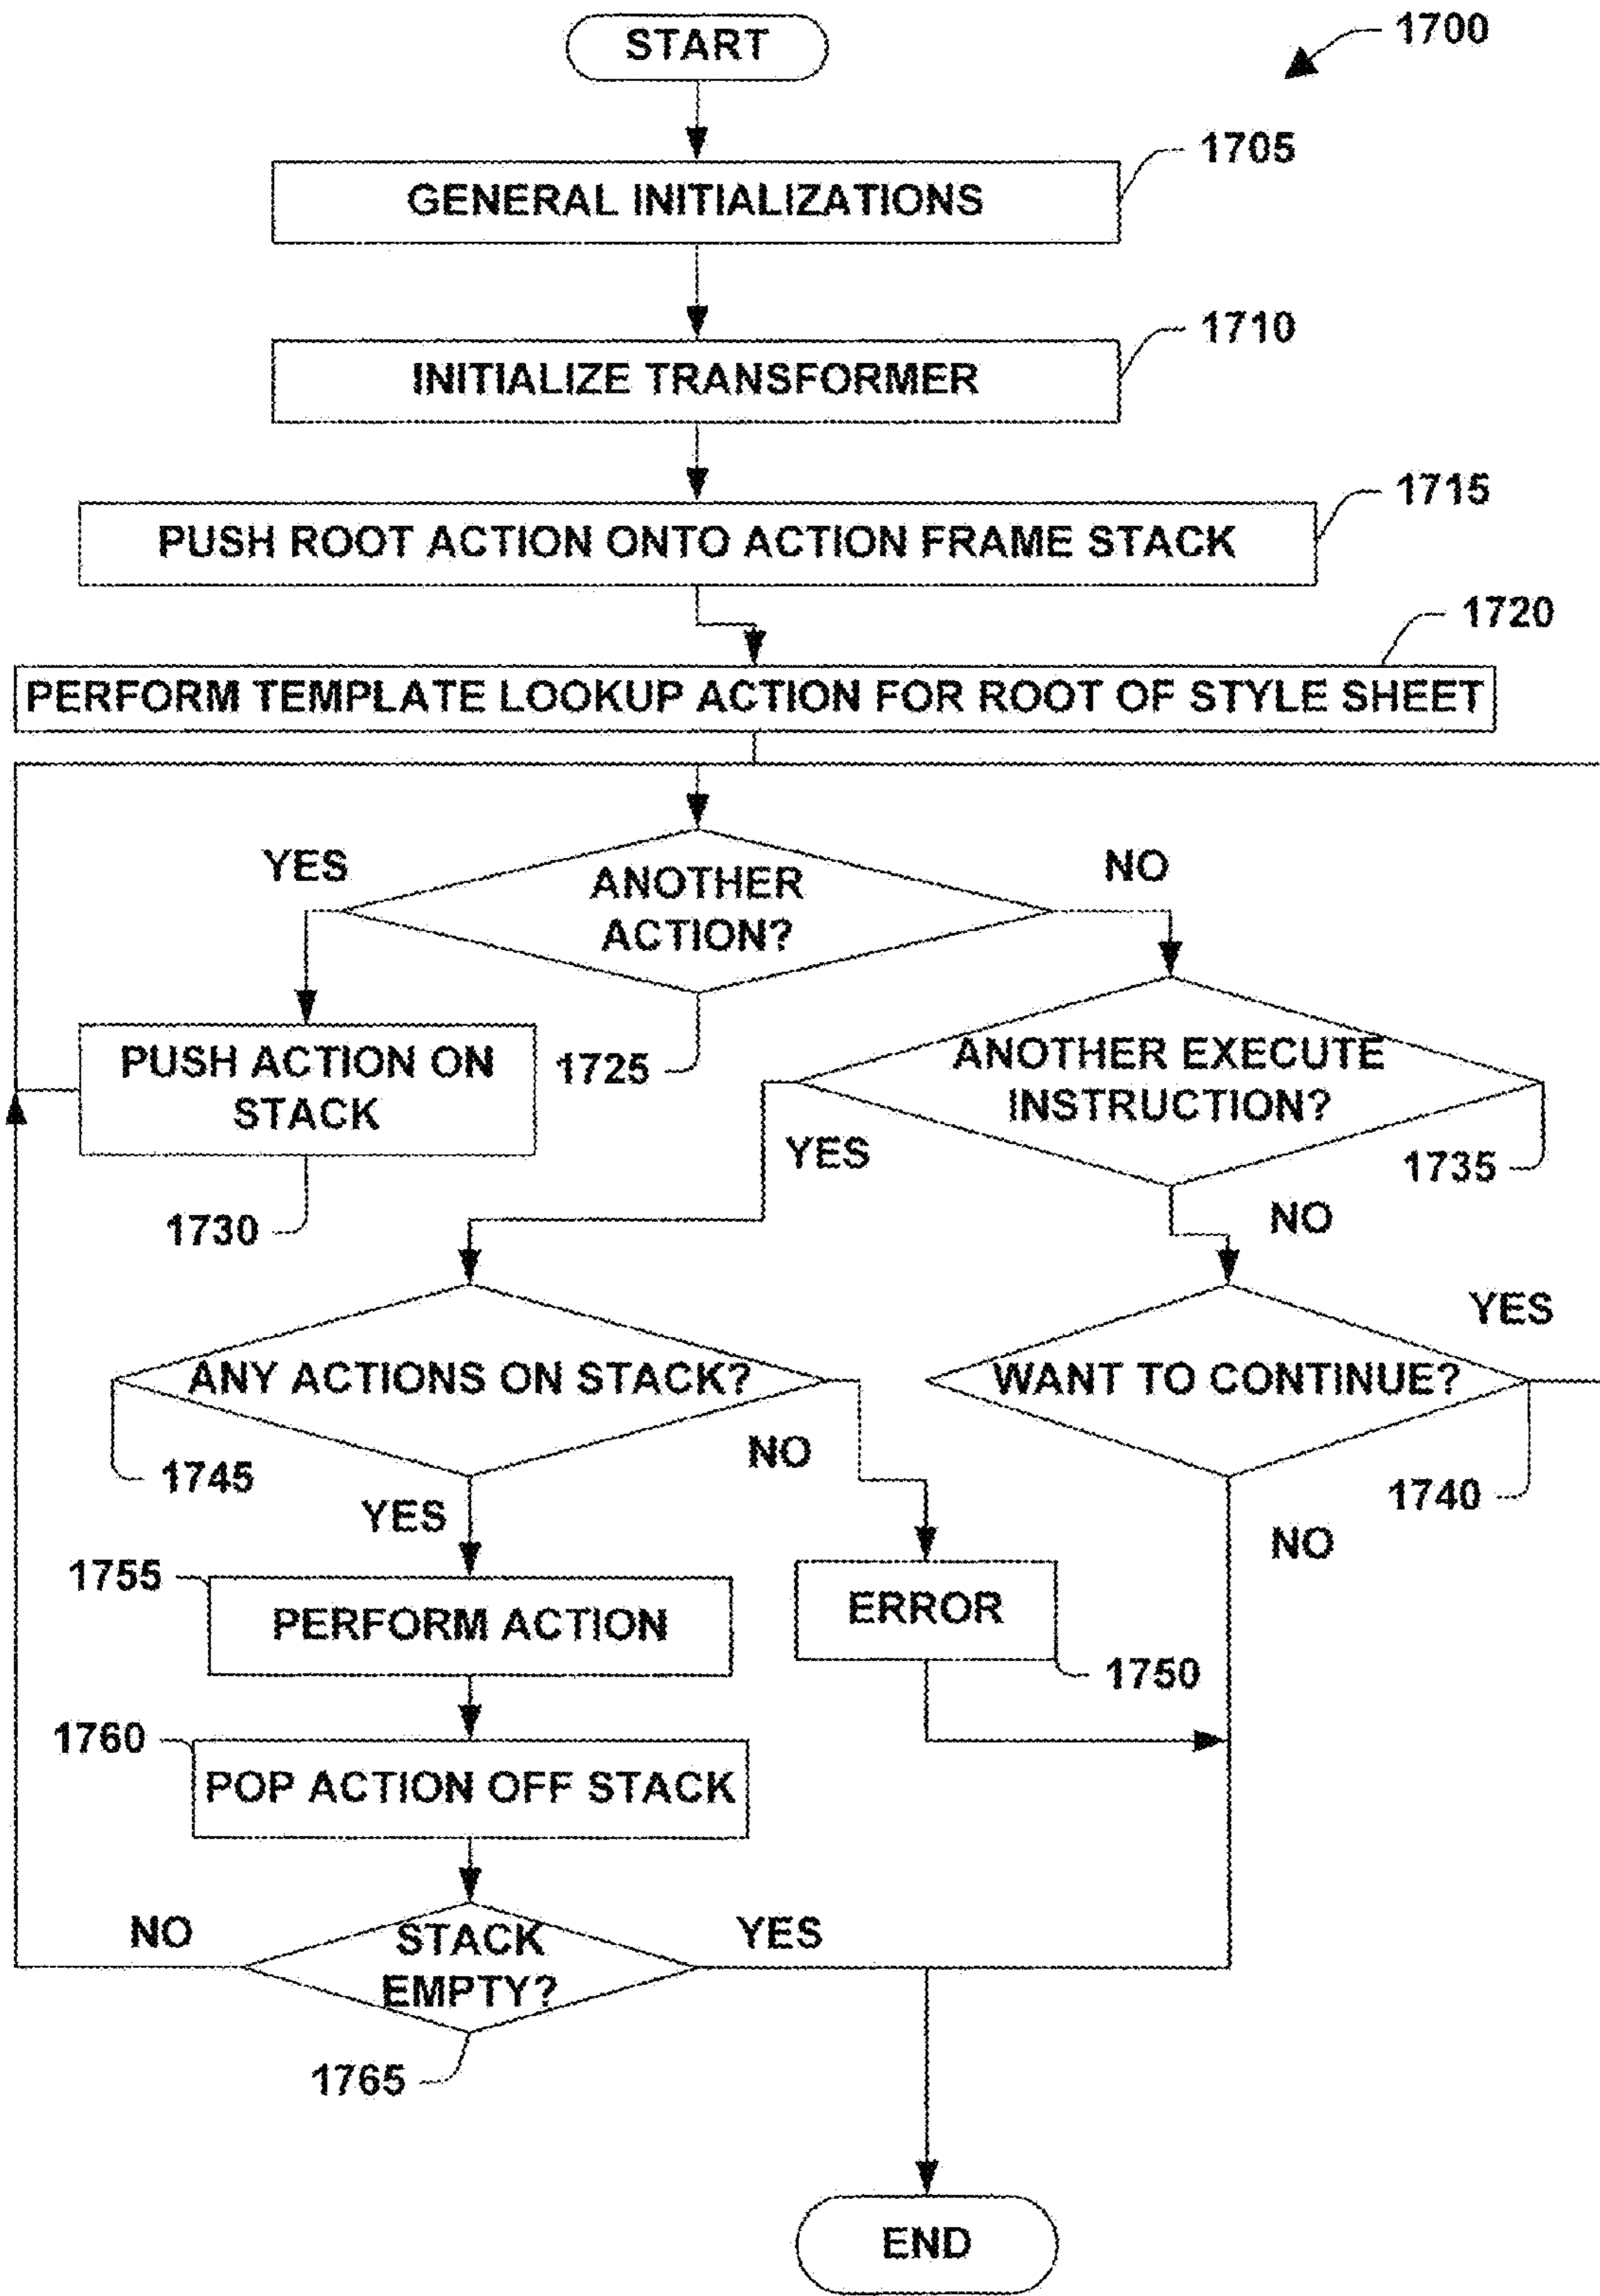 START
1700
1705
GENERAL INITIALIZATIONS
1710
INITIALIZE TRANSFORMER
1715
PUSH ROOT ACTION ONTO ACTION FRAME STACK
1720
PERFORM TEMPLATE LOOKUP ACTION FOR ROOT OF STYLE SHEET
YES
ANOTHER
ACTION?
NO
1725
PUSH ACTION ON
STACK
1730
ANOTHER EXECUTE
INSTRUCTION?
1735
YES
NO
ANY ACTIONS ON STACK?
1745
YES
NO
WANT TO CONTINUE?
YES
1740
NO
1755
PERFORM ACTION
ERROR
1750
1760
POP ACTION OFF STACK
NO
STACK
EMPTY?
YES
1765
END